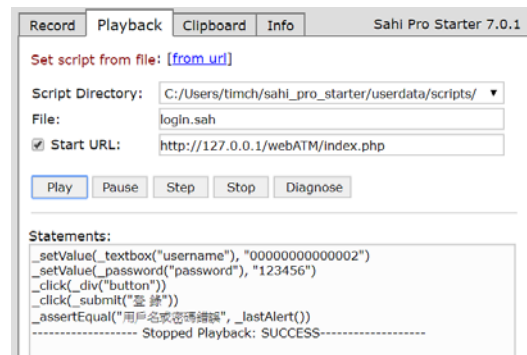 Record Playback Clipboard Info Sahi Pro Starter 7.0.1
Set script from file: [from url]
Script Directory: C:/Users/timch/sahi_pro_starter/userdata/scripts/
File: login.sah
Start URL: http://127.0.0.1/webATM/index.php
Play Pause Step Stop Diagnose
Statements:
_setValue(_textbox("username"), "00000000000002")
_setValue(_password("password"), "123456")
_click(_div("button"))
_click(_submit("登 錄"))
_assertEqual("用戶名或密碼錯誤", _lastAlert())
------------------ Stopped Playback: SUCCESS------------------